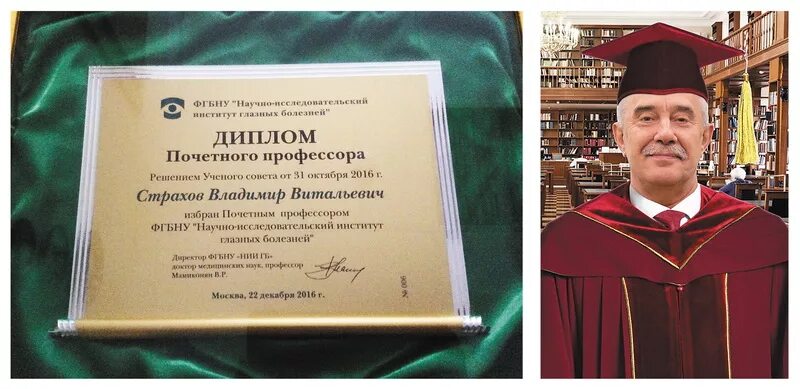 ФГБНУ "Научно-исследовательский
институт глазных болезней"
ДИПЛОМ
Почетного профессора
Решением Ученого совета от 31 октября 2016 г.
Страхов Владимир Витальевич
избран Почетным профессором
ФГБНУ "Научно-исследовательский институт
глазных болезней"
Директор ФГБНУ «НИИ ГБ»
доктор медицинских наук, профессор
Мамиконян В.Р.
Москва, 22 декабря 2016 г.
№ 006